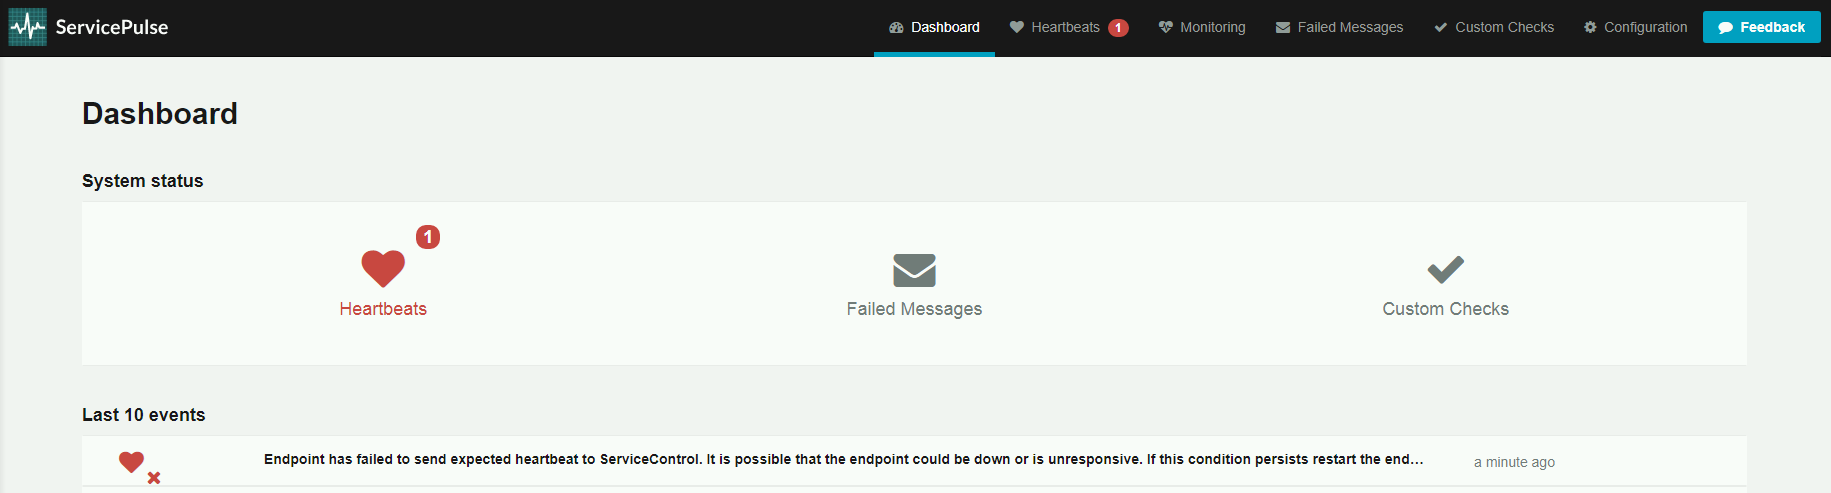 ServicePulse
Dashboard
Heartbeats 1
Monitoring
Failed Messages
Custom Checks
Configuration
Feedback
Dashboard
System status
1
Heartbeats
Failed Messages
Custom Checks
Last 10 events
Endpoint has failed to send expected heartbeat to ServiceControl. It is possible that the endpoint could be down or is unresponsive. If this condition persists restart the end… a minute ago